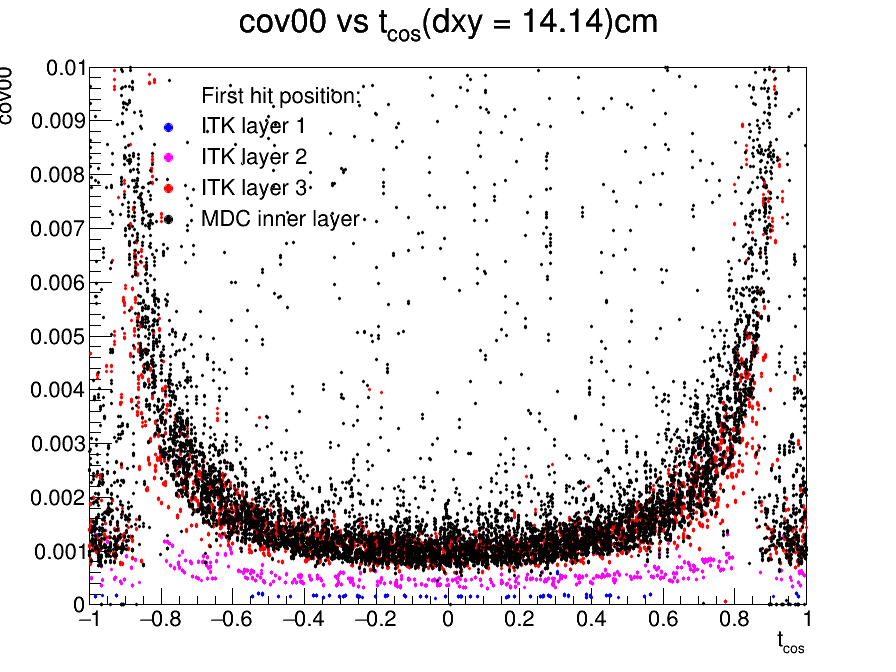 cov00 vs t_cos(dxy = 14.14)cm
cov00
0.01
0.009
0.008
0.007
0.006
0.005
0.004
0.003
0.002
0.001
0
First hit position:
ITK layer 1
ITK layer 2
ITK layer 3
MDC inner layer
−1 −0.8 −0.6 −0.4 −0.2 0 0.2 0.4 0.6 0.8 1
t_cos